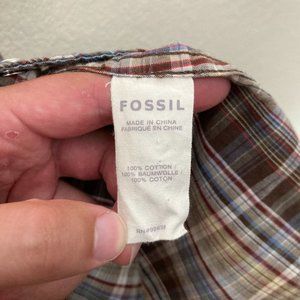 FOSSIL
MADE IN CHINA
FABRIQUÉ EN CHINE
100% COTTON/
100% BAUMWOLLE/
100% COTON